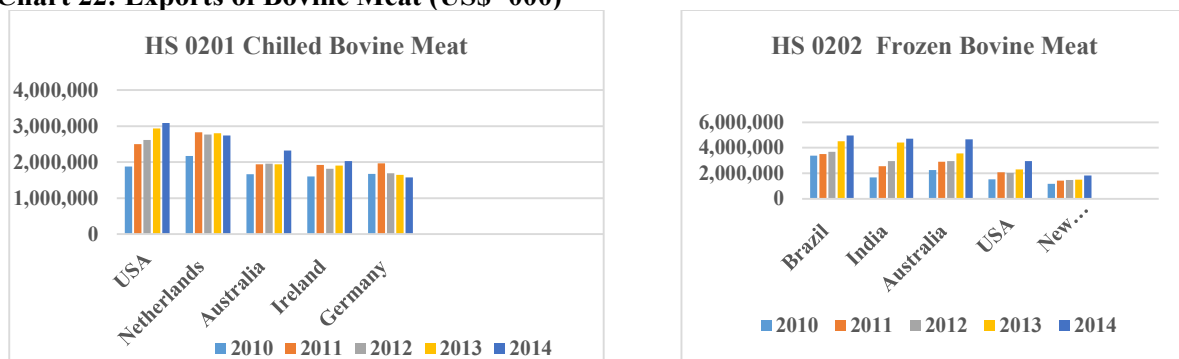 Chart 22: Exports of Bovine Meat (US$ '000)
HS 0201 Chilled Bovine Meat
4,000,000
3,000,000
2,000,000
1,000,000
0
USA
Netherlands
Australia
Ireland
Germany
2010 2011 2012 2013 2014
HS 0202 Frozen Bovine Meat
6,000,000
4,000,000
2,000,000
0
Brazil
India
Australia
USA
New…
2010 2011 2012 2013 2014